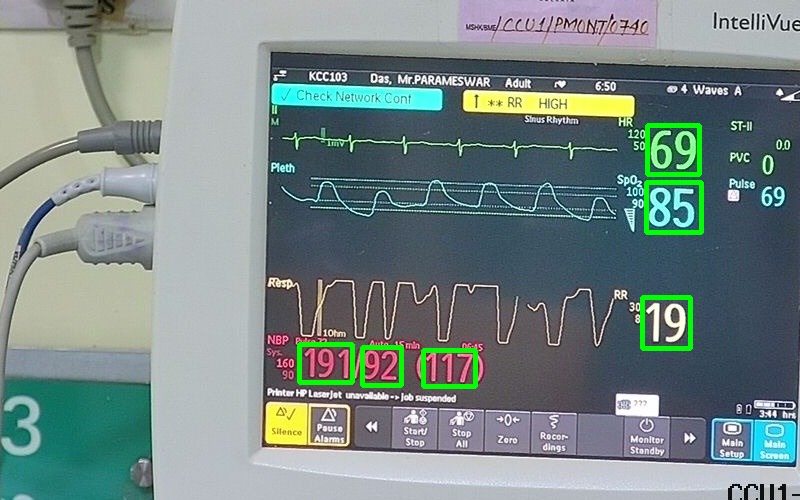 MSHK/BME/CCU1/PMONT/0740
IntelliVue
KCC103 Das, Mr.PARAMESWAR Adult 6:50 4 Waves A
✓ Check Network Conf
↑ ** RR HIGH
Sinus Rhythm
II
M
1mV
HR
120
50
69
ST-II
0.0
PVC 0
Pleth
SpO₂
100
90
85
Pulse
69
Resp
1Ohm
RR
30
8
19
NBP
Auto 15 min
06:45
Sys.
160
90
191/92 (117)
Printer HP LaserJet unavailable -> job suspended
???
3:44 hrs
Silence
Pause Alarms
Start/ Stop
Stop All
Zero
Recor- dings
Monitor Standby
Main Setup
Main Screen
3
CCU1-